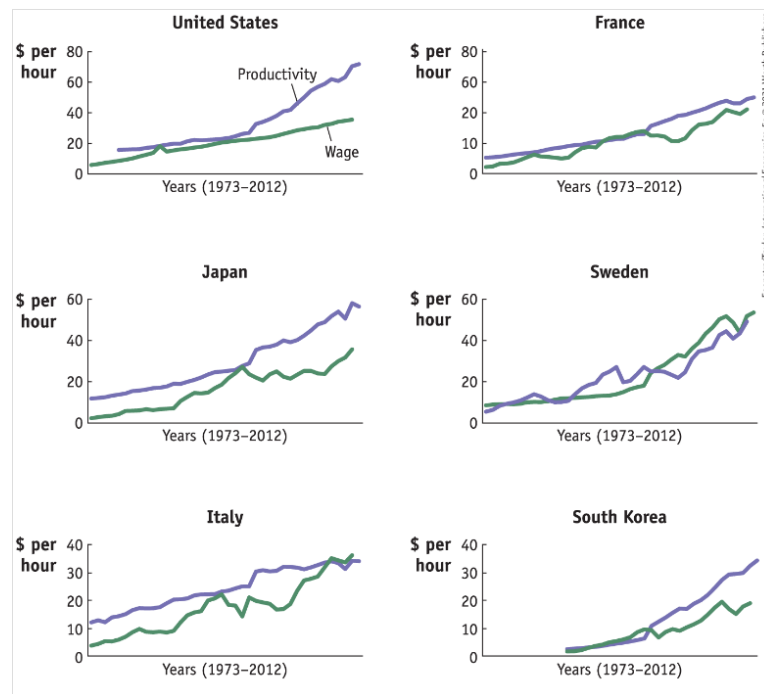 United States
$ per
hour
80
60
40
20
0
Productivity
Wage
Years (1973–2012)
France
$ per
hour
80
60
20
10
0
Years (1973–2012)
Japan
$ per
hour
60
40
20
0
Years (1973–2012)
Sweden
$ per
hour
60
40
20
0
Years (1973–2012)
Italy
$ per
hour
40
30
20
10
0
Years (1973–2012)
South Korea
$ per
hour
40
30
20
10
0
Years (1973–2012)